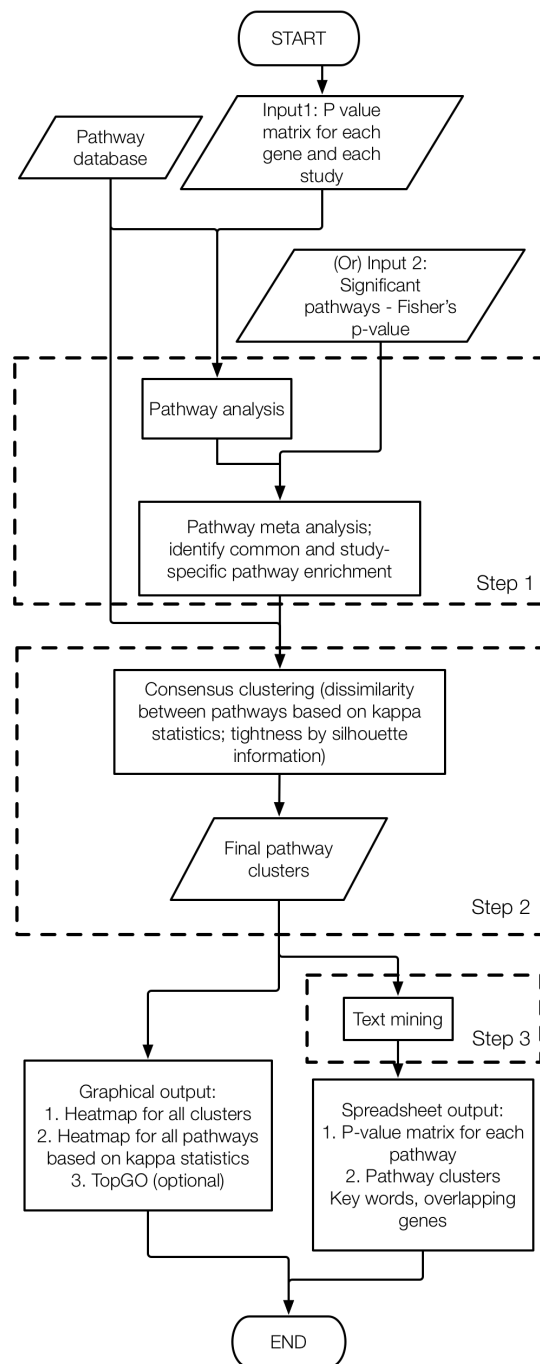 START
Input1: P value
matrix for each
gene and each
study
Pathway
database
(Or) Input 2:
Significant
pathways - Fisher's
p-value
Pathway analysis
Pathway meta analysis;
identify common and study-
specific pathway enrichment
Step 1
Consensus clustering (dissimilarity
between pathways based on kappa
statistics; tightness by silhouette
information)
Final pathway
clusters
Step 2
Text mining
Step 3
Graphical output:
1. Heatmap for all clusters
2. Heatmap for all pathways
based on kappa statistics
3. TopGO (optional)
Spreadsheet output:
1. P-value matrix for each
pathway
2. Pathway clusters
Key words, overlapping
genes
END